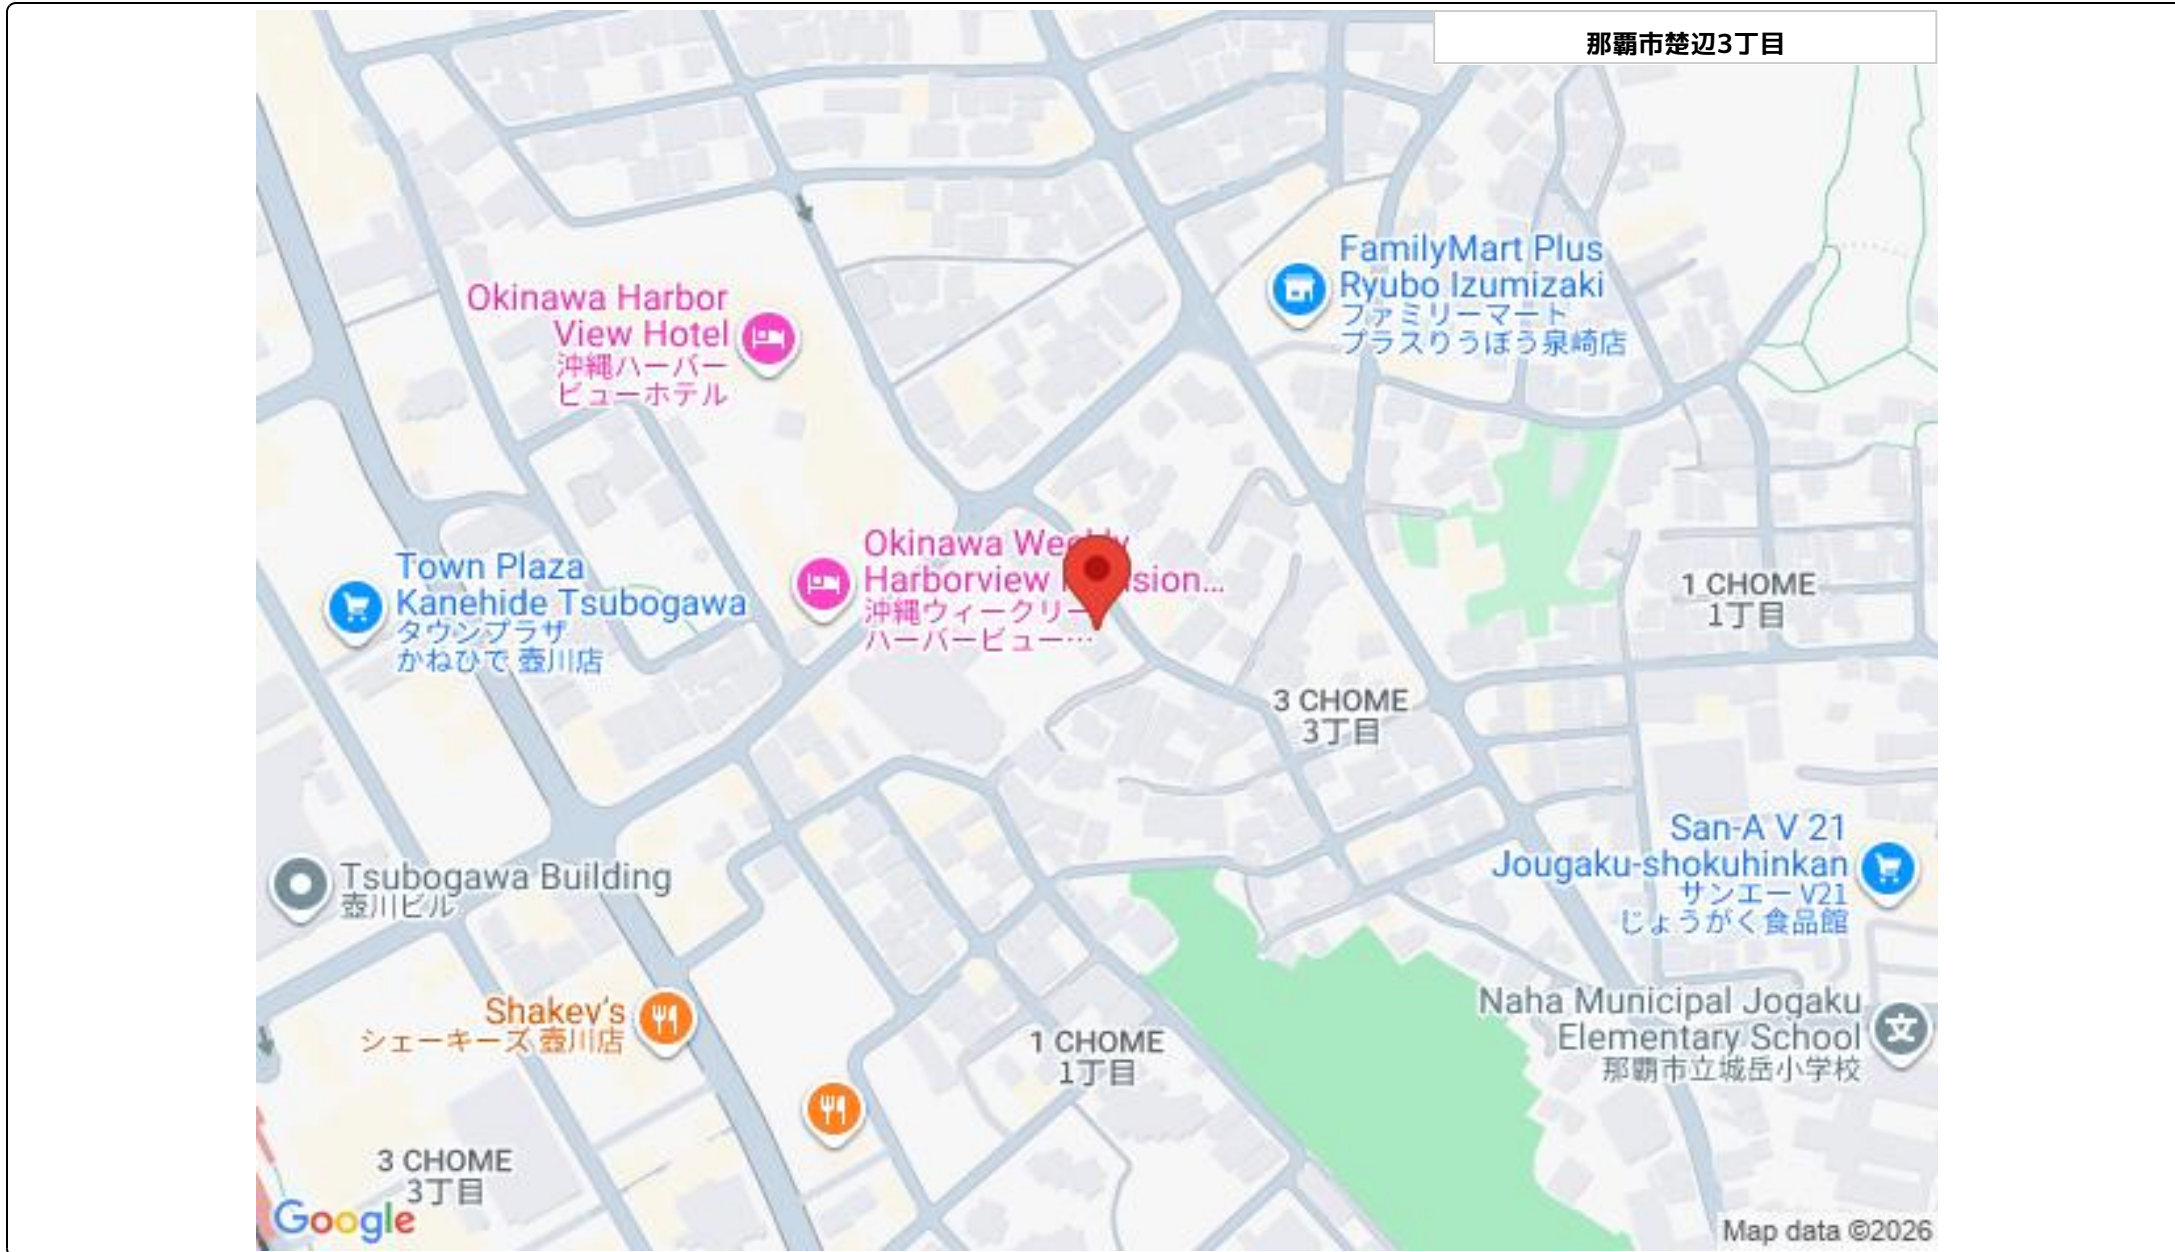 那覇市楚辺3丁目
FamilyMart Plus
Ryubo Izumizaki
ファミリーマート
プラスりうぼう泉崎店
Okinawa Harbor
View Hotel
沖縄ハーバー
ビューホテル
Okinawa Weekly
Harborview
沖縄ウィークリー
ハーバービュー…
Town Plaza
Kanehide Tsubogawa
タウンプラザ
かねひで 壺川店
1 CHOME
1丁目
3 CHOME
3丁目
San-A V 21
Jougaku-shokuhinkan
サンエー V21
じょうがく食品館
Tsubogawa Building
壺川ビル
Shakey's
シェーキーズ 壺川店
Naha Municipal Jogaku
Elementary School
那覇市立城岳小学校
文
1 CHOME
1丁目
3 CHOME
3丁目
Google
Map data ©2026